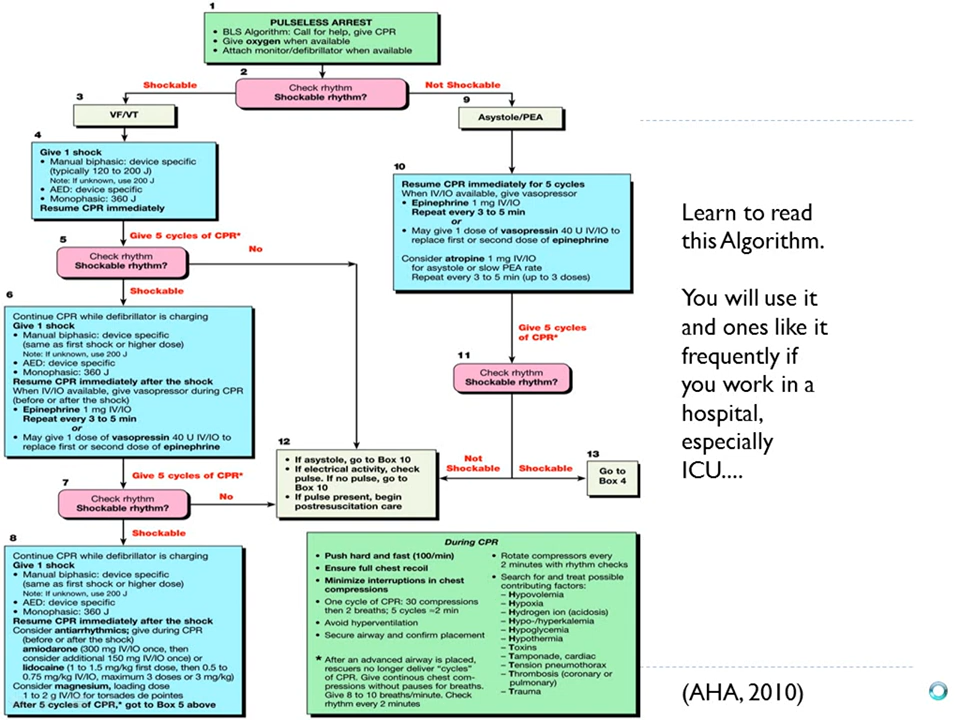 1
PULSELESS ARREST
• BLS Algorithm: Call for help, give CPR
• Give oxygen when available
• Attach monitor/defibrillator when available
2
Check rhythm
Shockable rhythm?
Shockable
Not Shockable
3
VF/VT
9
Asystole/PEA
4
Give 1 shock
• Manual biphasic: device specific
(typically 120 to 200 J)
Note: If unknown, use 200 J
• AED: device specific
• Monophasic: 360 J
Resume CPR immediately
10
Resume CPR immediately for 5 cycles
When IV/IO available, give vasopressor
• Epinephrine 1 mg IV/IO
Repeat every 3 to 5 min
or
• May give 1 dose of vasopressin 40 U IV/IO to
replace first or second dose of epinephrine
Consider atropine 1 mg IV/IO
for asystole or slow PEA rate
Repeat every 3 to 5 min (up to 3 doses)
Give 5 cycles of CPR*
5
Check rhythm
Shockable rhythm?
No
Shockable
6
Continue CPR while defibrillator is charging
Give 1 shock
• Manual biphasic: device specific
(same as first shock or higher dose)
Note: If unknown, use 200 J
• AED: device specific
• Monophasic: 360 J
Resume CPR immediately after the shock
When IV/IO available, give vasopressor during CPR
(before or after the shock)
• Epinephrine 1 mg IV/IO
Repeat every 3 to 5 min
or
• May give 1 dose of vasopressin 40 U IV/IO to
replace first or second dose of epinephrine
Give 5 cycles
of CPR*
11
Check rhythm
Shockable rhythm?
Not
Shockable
Shockable
12
• If asystole, go to Box 10
• If electrical activity, check
pulse. If no pulse, go to
Box 10
• If pulse present, begin
postresuscitation care
13
Go to
Box 4
Give 5 cycles of CPR*
7
Check rhythm
Shockable rhythm?
No
Shockable
8
Continue CPR while defibrillator is charging
Give 1 shock
• Manual biphasic: device specific
(same as first shock or higher dose)
Note: If unknown, use 200 J
• AED: device specific
• Monophasic: 360 J
Resume CPR immediately after the shock
Consider antiarrhythmics; give during CPR
(before or after the shock)
amiodarone (300 mg IV/IO once, then
consider additional 150 mg IV/IO once) or
lidocaine (1 to 1.5 mg/kg first dose, then 0.5 to
0.75 mg/kg IV/IO, maximum 3 doses or 3 mg/kg)
Consider magnesium, loading dose
1 to 2 g IV/IO for torsades de pointes
After 5 cycles of CPR,* got to Box 5 above
During CPR
• Push hard and fast (100/min)
• Ensure full chest recoil
• Minimize interruptions in chest
compressions
• One cycle of CPR: 30 compressions
then 2 breaths; 5 cycles ≈2 min
• Avoid hyperventilation
• Secure airway and confirm placement
* After an advanced airway is placed,
rescuers no longer deliver "cycles"
of CPR. Give continous chest com-
pressions without pauses for breaths.
Give 8 to 10 breaths/minute. Check
rhythm every 2 minutes
• Rotate compressors every
2 minutes with rhythm checks
• Search for and treat possible
contributing factors:
– Hypovolemia
– Hypoxia
– Hydrogen ion (acidosis)
– Hypo-/hyperkalemia
– Hypoglycemia
– Hypothermia
– Toxins
– Tamponade, cardiac
– Tension pneumothorax
– Thrombosis (coronary or
pulmonary)
– Trauma
Learn to read
this Algorithm.
You will use it
and ones like it
frequently if
you work in a
hospital,
especially
ICU....
(AHA, 2010)